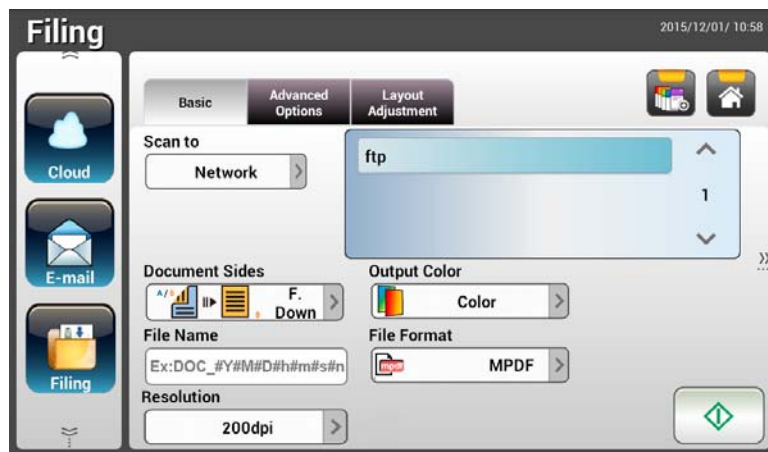 Filing
2015/12/01/ 10:58
Basic
Advanced
Options
Layout
Adjustment
Cloud
Scan to
Network
ftp
1
E-mail
Document Sides
A/
F.
Down
Output Color
Color
File Name
Ex:DOC_#Y#M#D#h#m#s#n
File Format
mpdf
MPDF
Filing
Resolution
200dpi